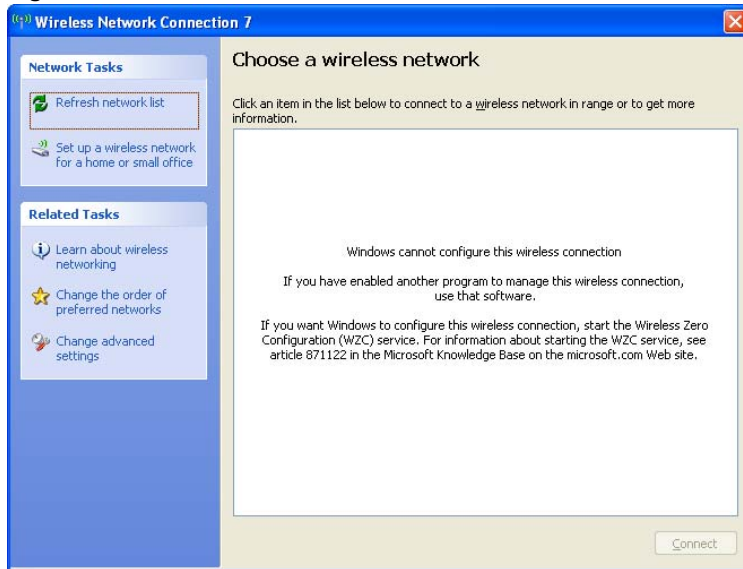 Wireless Network Connection 7
Network Tasks
Refresh network list
Set up a wireless network
for a home or small office
Related Tasks
Learn about wireless
networking
Change the order of
preferred networks
Change advanced
settings
Choose a wireless network
Click an item in the list below to connect to a wireless network in range or to get more
information.
Windows cannot configure this wireless connection
If you have enabled another program to manage this wireless connection,
use that software.
If you want Windows to configure this wireless connection, start the Wireless Zero
Configuration (WZC) service. For information about starting the WZC service, see
article 871122 in the Microsoft Knowledge Base on the microsoft.com Web site.
Connect